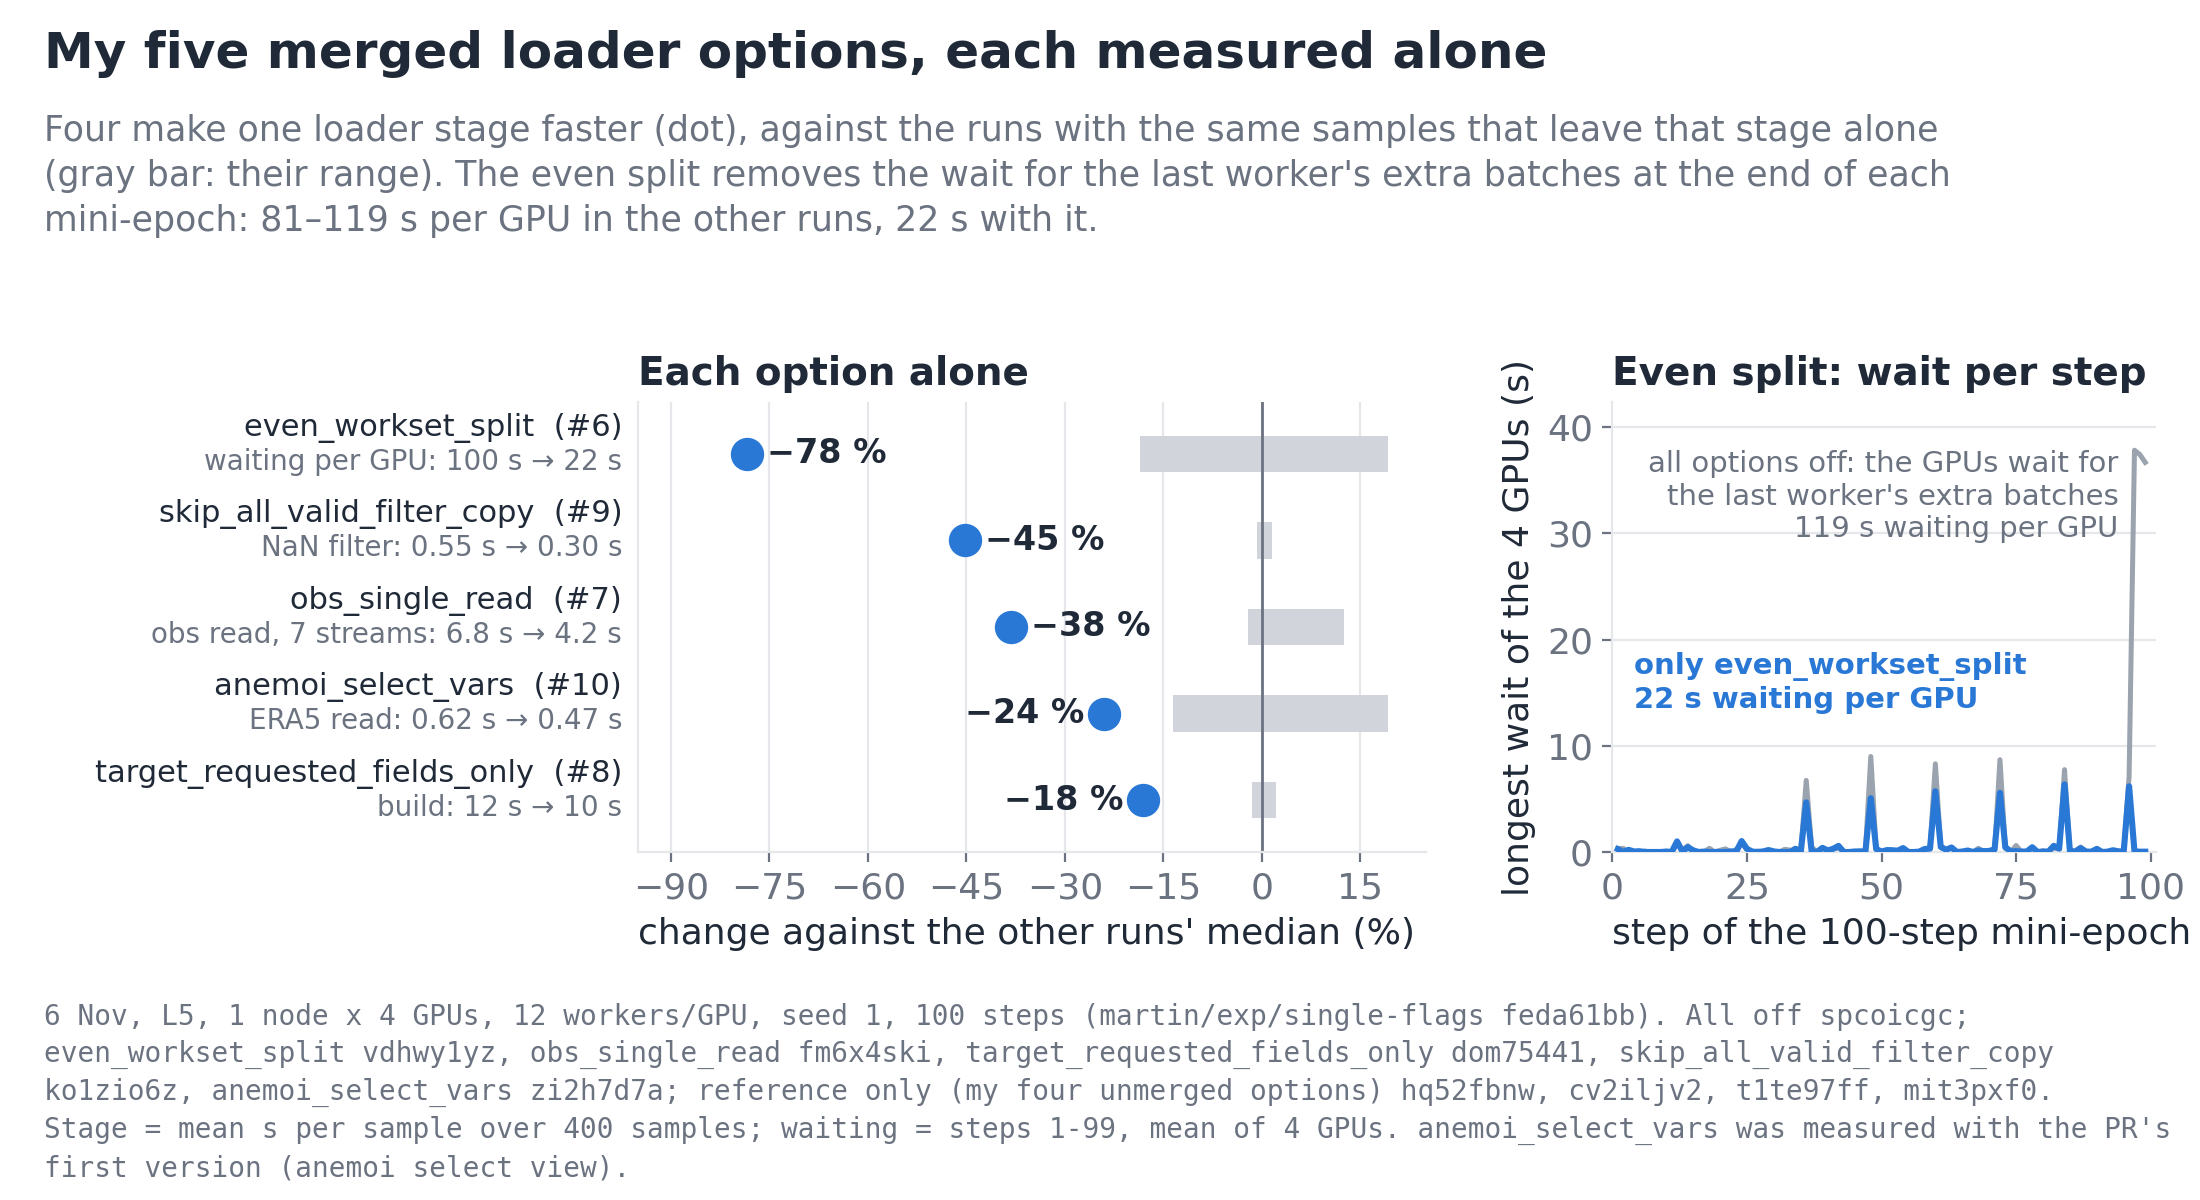 My five merged loader options, each measured alone
Four make one loader stage faster (dot), against the runs with the same samples that leave that stage alone
(gray bar: their range). The even split removes the wait for the last worker's extra batches at the end of each
mini-epoch: 81–119 s per GPU in the other runs, 22 s with it.
Each option alone
even_workset_split (#6)
waiting per GPU: 100 s → 22 s
−78 %
skip_all_valid_filter_copy (#9)
NaN filter: 0.55 s → 0.30 s
−45 %
obs_single_read (#7)
obs read, 7 streams: 6.8 s → 4.2 s
−38 %
anemoi_select_vars (#10)
ERA5 read: 0.62 s → 0.47 s
−24 %
target_requested_fields_only (#8)
build: 12 s → 10 s
−18 %
−90 −75 −60 −45 −30 −15 0 15
change against the other runs' median (%)
Even split: wait per step
longest wait of the 4 GPUs (s)
40
30
20
10
0
all options off: the GPUs wait for
the last worker's extra batches
119 s waiting per GPU
only even_workset_split
22 s waiting per GPU
0 25 50 75 100
step of the 100-step mini-epoch
6 Nov, L5, 1 node x 4 GPUs, 12 workers/GPU, seed 1, 100 steps (martin/exp/single-flags feda61bb). All off spcoicgc;
even_workset_split vdhwy1yz, obs_single_read fm6x4ski, target_requested_fields_only dom75441, skip_all_valid_filter_copy
ko1zio6z, anemoi_select_vars zi2h7d7a; reference only (my four unmerged options) hq52fbnw, cv2iljv2, t1te97ff, mit3pxf0.
Stage = mean s per sample over 400 samples; waiting = steps 1-99, mean of 4 GPUs. anemoi_select_vars was measured with the PR's
first version (anemoi select view).